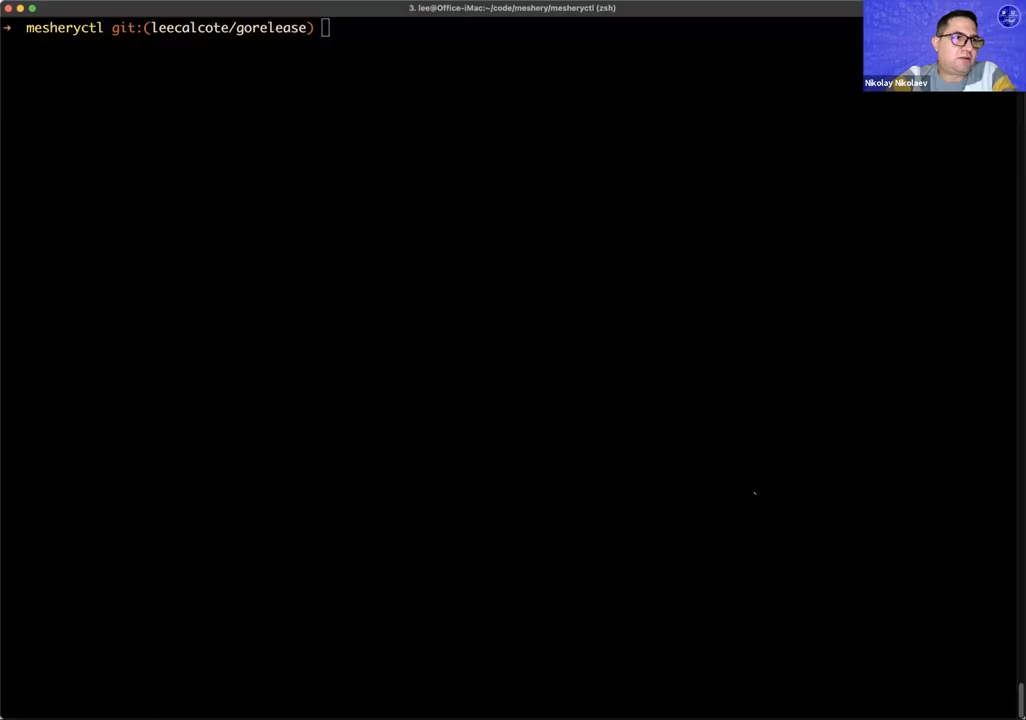 3. lee@Office-iMac:~/code/meshery/mesheryctl (zsh)
➜ mesheryctl git:(leecalcote/gorelease)
Nikolay Nikolaev